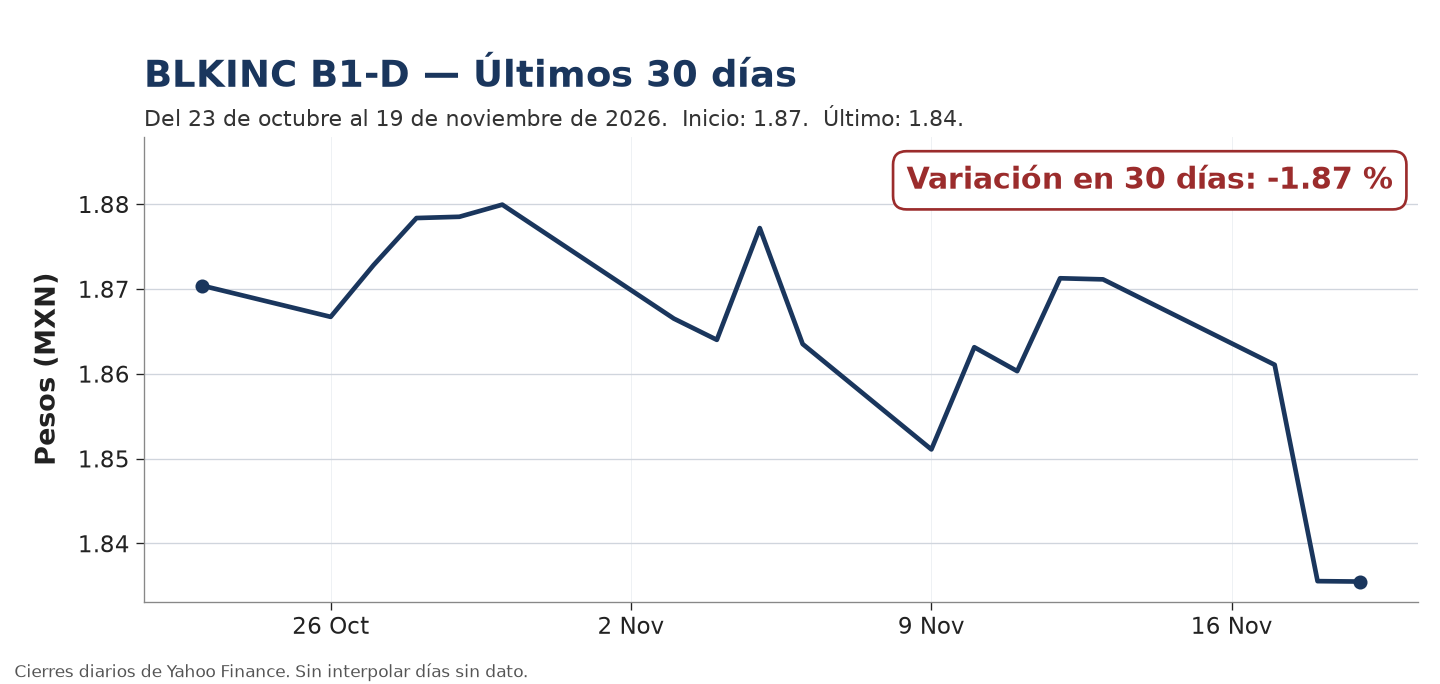 BLKINC B1-D — Últimos 30 días
Del 23 de octubre al 19 de noviembre de 2026.  Inicio: 1.87.  Último: 1.84.
Variación en 30 días: -1.87 %
Pesos (MXN)
1.88
1.87
1.86
1.85
1.84
26 Oct
2 Nov
9 Nov
16 Nov
Cierres diarios de Yahoo Finance. Sin interpolar días sin dato.